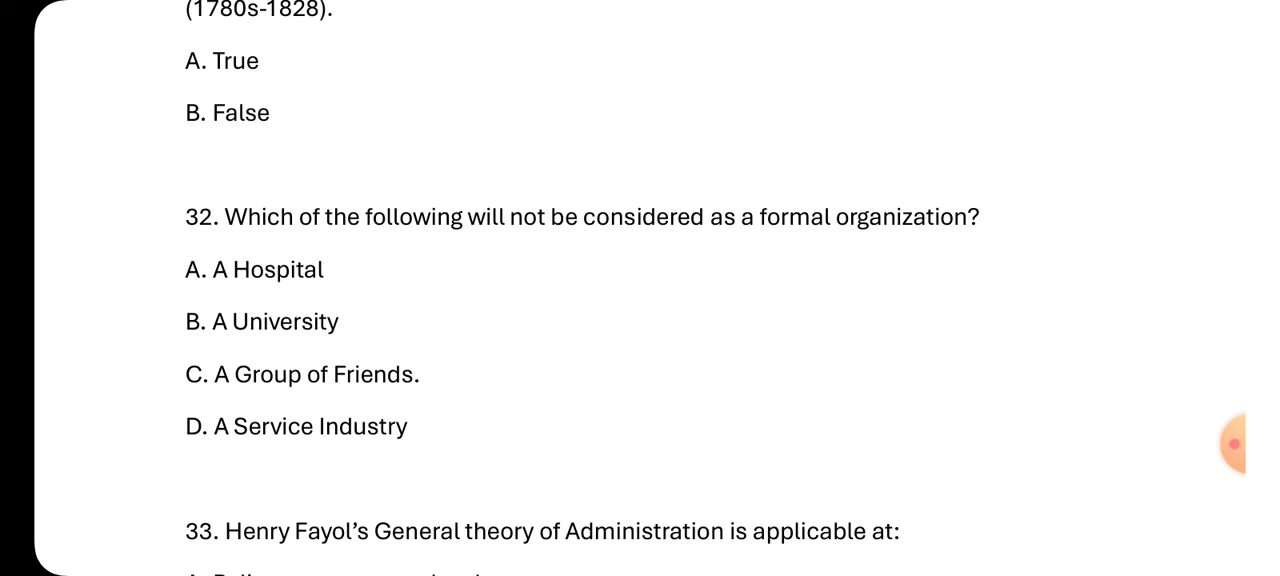 (1780s-1828).
A. True
B. False
32. Which of the following will not be considered as a formal organization?
A. A Hospital
B. A University
C. A Group of Friends.
D. A Service Industry
33. Henry Fayol’s General theory of Administration is applicable at: